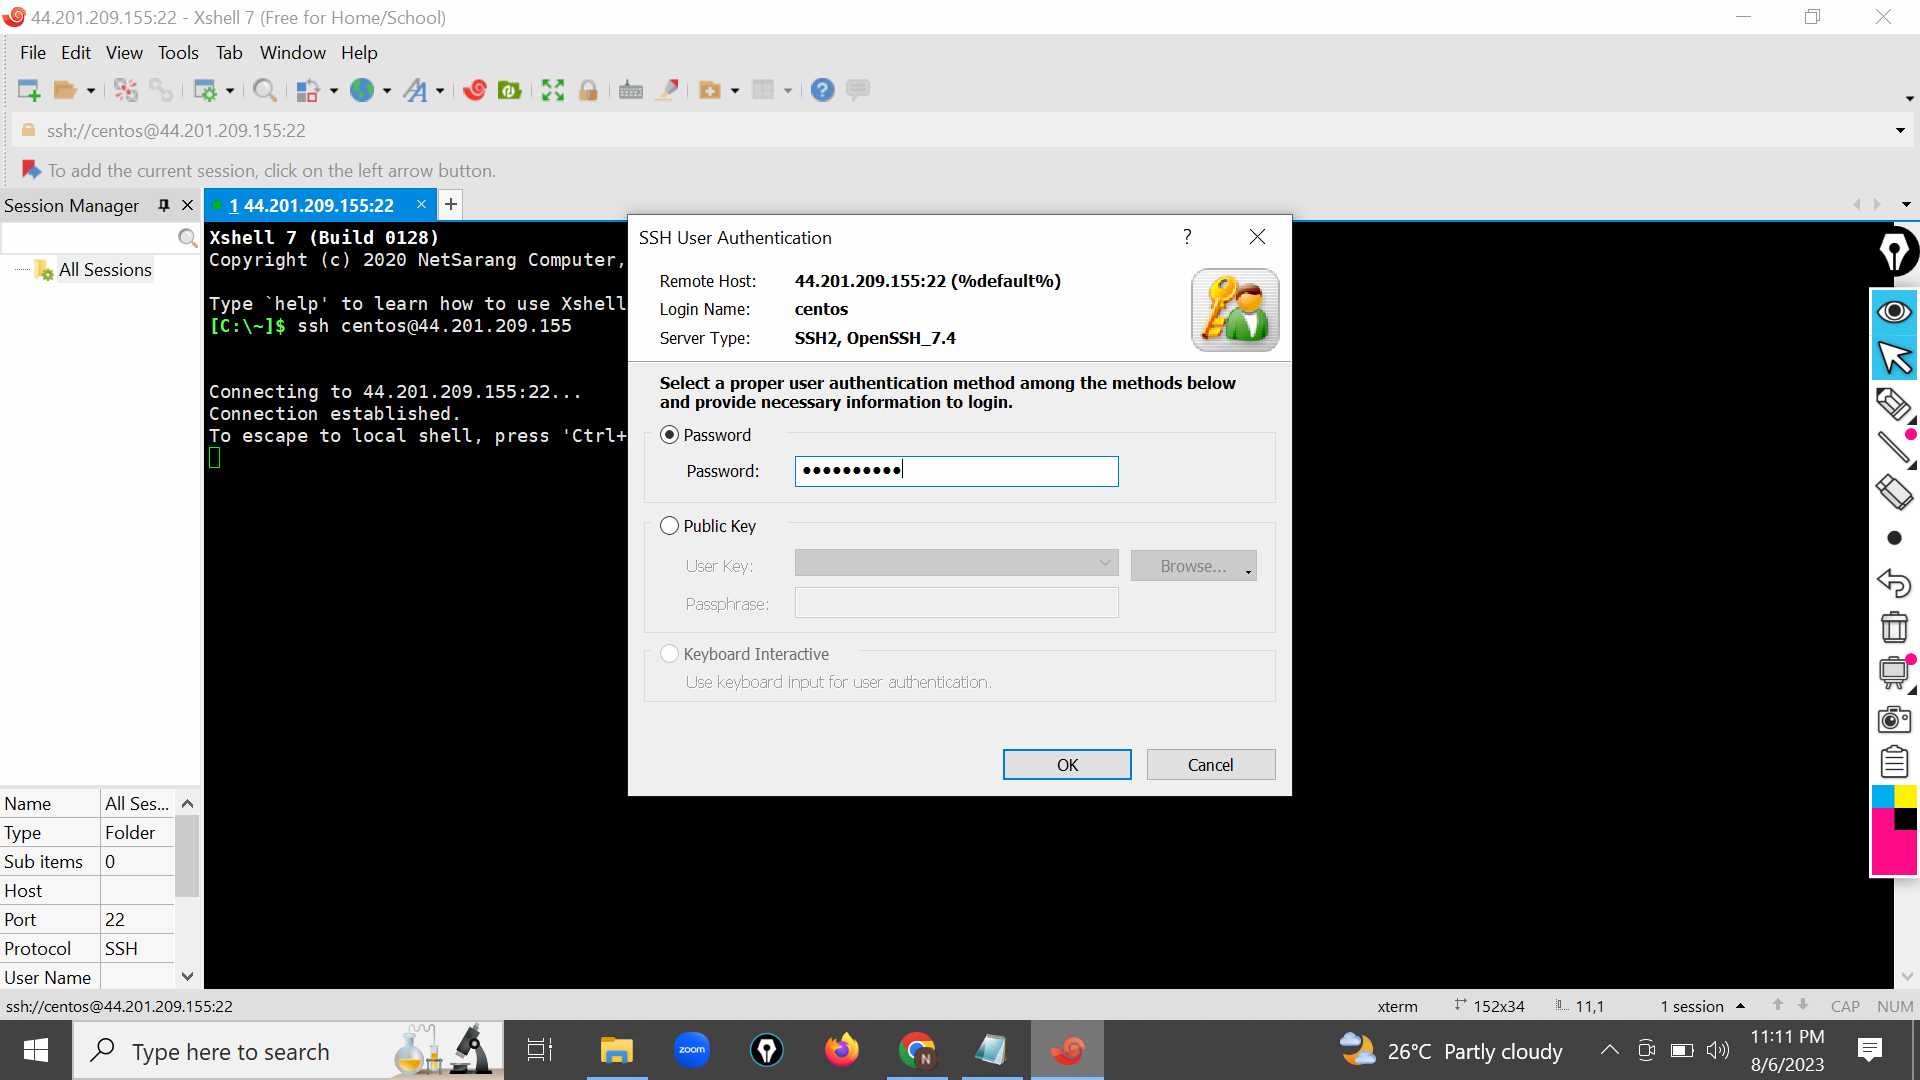 44.201.209.155:22 - Xshell 7 (Free for Home/School)
File Edit View Tools Tab Window Help
ssh://centos@44.201.209.155:22
To add the current session, click on the left arrow button.
Session Manager
1 44.201.209.155:22
All Sessions
Xshell 7 (Build 0128)
Copyright (c) 2020 NetSarang Computer,
Type `help' to learn how to use Xshell
[C:\~]$ ssh centos@44.201.209.155
Connecting to 44.201.209.155:22...
Connection established.
To escape to local shell, press 'Ctrl+
SSH User Authentication
Remote Host: 44.201.209.155:22 (%default%)
Login Name: centos
Server Type: SSH2, OpenSSH_7.4
Select a proper user authentication method among the methods below
and provide necessary information to login.
Password
Password: ●●●●●●●●●●
Public Key
User Key: Browse...
Passphrase:
Keyboard Interactive
Use keyboard input for user authentication.
OK Cancel
Name All Ses...
Type Folder
Sub items 0
Host
Port 22
Protocol SSH
User Name
ssh://centos@44.201.209.155:22 xterm 152x34 11,1 1 session CAP NUM
Type here to search
zoom
N
26°C Partly cloudy
11:11 PM
8/6/2023